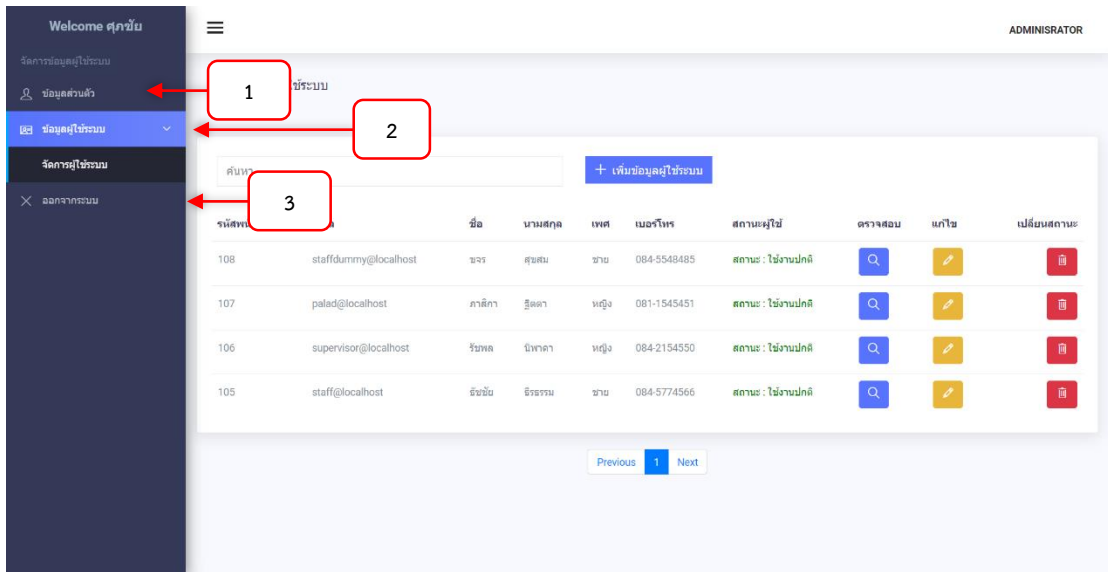 Welcome ศุภชัย
ADMINISRATOR
จัดการข้อมูลผู้ใช้ระบบ
ข้อมูลส่วนตัว
1
ใช้ระบบ
ข้อมูลผู้ใช้ระบบ
2
จัดการผู้ใช้ระบบ
ค้นหา
+ เพิ่มข้อมูลผู้ใช้ระบบ
ออกจากระบบ
3
รหัสพน ชื่อ นามสกุล เพศ เบอร์โทร สถานะผู้ใช้ ตรวจสอบ แก้ไข เปลี่ยนสถานะ
108 staffdummy@localhost ขจร สุขสม ชาย 084-5548485 สถานะ : ใช้งานปกติ
107 palad@localhost ภาติกา ฐิตตา หญิง 081-1545451 สถานะ : ใช้งานปกติ
106 supervisor@localhost รัมพล นิพาดา หญิง 084-2154550 สถานะ : ใช้งานปกติ
105 staff@localhost ธัชชัย ธีรธรรม ชาย 084-5774566 สถานะ : ใช้งานปกติ
Previous 1 Next